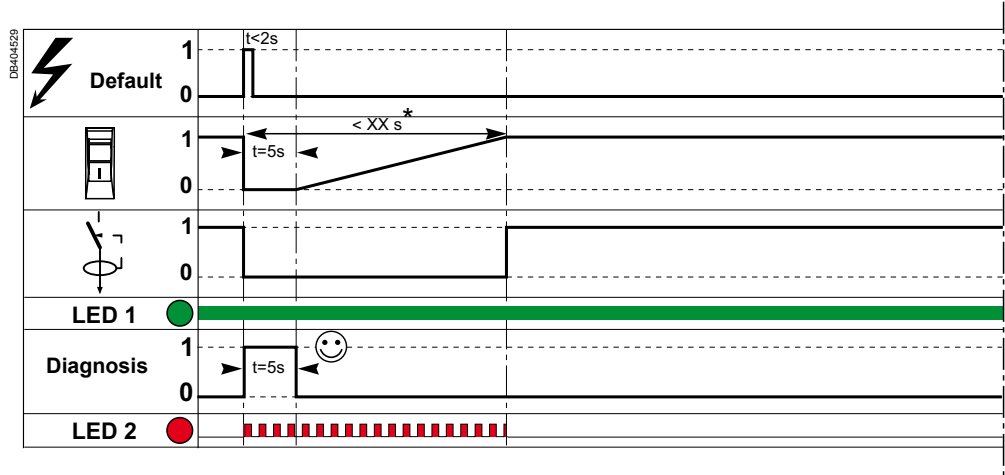 DB404529
t<2s
1
Default
0
< XX s*
1
t=5s
0
1
0
LED 1
1
Diagnosis
t=5s
0
LED 2